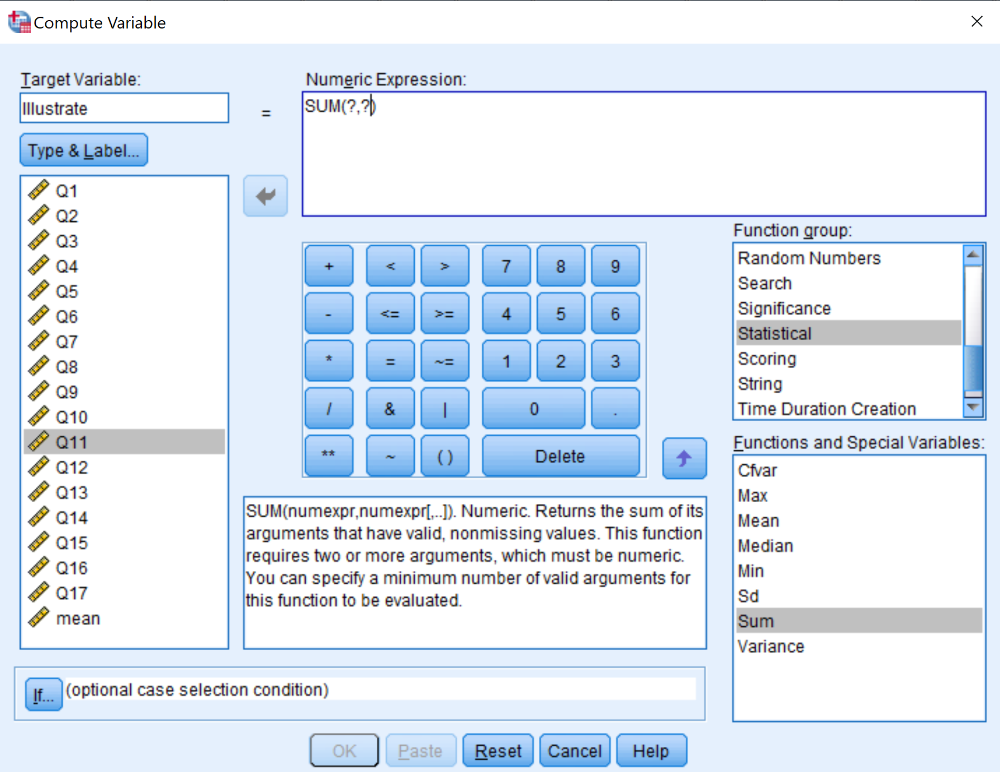 Compute Variable
Target Variable:
Illustrate
=
Numeric Expression:
SUM(?,?)
Type & Label...
Q1
Q2
Q3
Q4
Q5
Q6
Q7
Q8
Q9
Q10
Q11
Q12
Q13
Q14
Q15
Q16
Q17
mean
+ < > 7 8 9
- <= >= 4 5 6
* = ~= 1 2 3
/ & | 0 .
** ~ ( ) Delete
Function group:
Random Numbers
Search
Significance
Statistical
Scoring
String
Time Duration Creation
Functions and Special Variables:
Cfvar
Max
Mean
Median
Min
Sd
Sum
Variance
SUM(numexpr,numexpr[,..]). Numeric. Returns the sum of its
arguments that have valid, nonmissing values. This function
requires two or more arguments, which must be numeric.
You can specify a minimum number of valid arguments for
this function to be evaluated.
If... (optional case selection condition)
OK Paste Reset Cancel Help